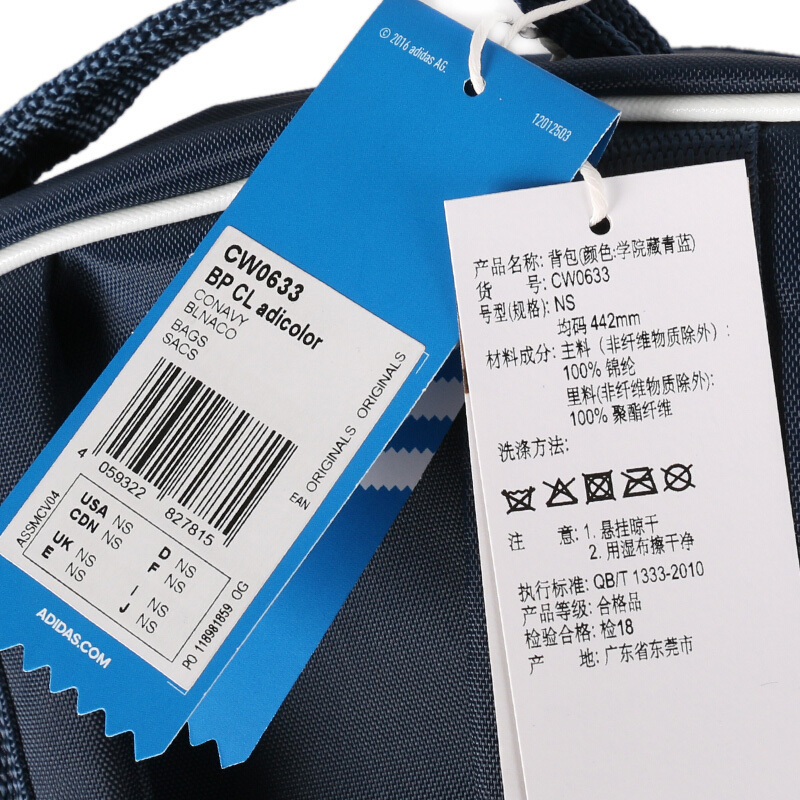 © 2016 adidas AG.
12012503
CW0633
BP CL adicolor
CONAVY
BLNACO
BAGS
SACS
4 059322 827815
EAN
ORIGINALS ORIGINALS
ASSMCV04
USA NS
CDN NS
UK NS
E NS
D NS
F NS
I NS
J NS
PO 118981859 OG
ADIDAS.COM
产品名称: 背包(颜色:学院藏青蓝)
货 号: CW0633
号型(规格): NS
均码 442mm
材料成分: 主料（非纤维物质除外）:
100% 锦纶
里料(非纤维物质除外):
100% 聚酯纤维
洗涤方法:
注 意: 1. 悬挂晾干
2. 用湿布擦干净
执行标准: QB/T 1333-2010
产品等级: 合格品
检验合格: 检18
产 地: 广东省东莞市